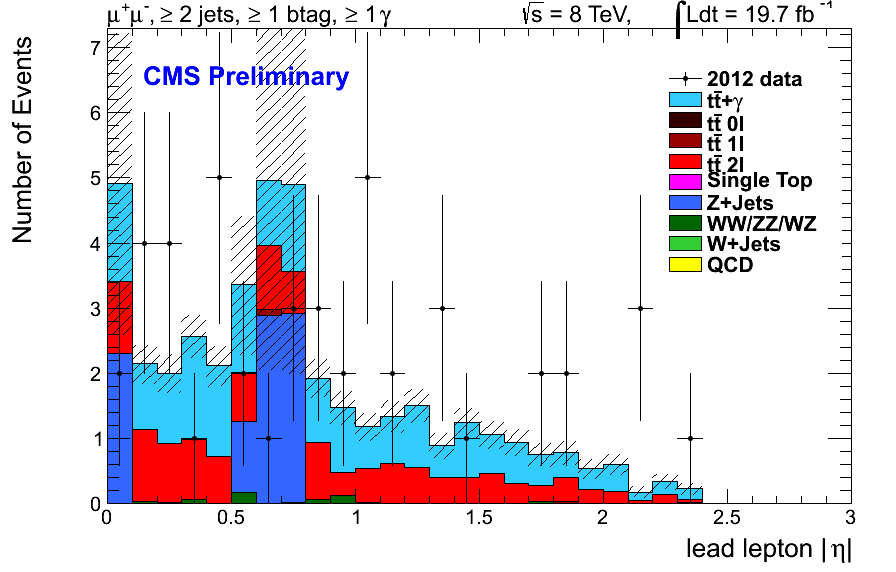 μ⁺μ⁻, ≥ 2 jets, ≥ 1 btag, ≥ 1 γ
√s = 8 TeV, ∫Ldt = 19.7 fb⁻¹
CMS Preliminary
2012 data
tt̄+γ
tt̄ 0l
tt̄ 1l
tt̄ 2l
Single Top
Z+Jets
WW/ZZ/WZ
W+Jets
QCD
Number of Events
7
6
5
4
3
2
1
0
0 0.5 1 1.5 2 2.5 3
lead lepton |η|